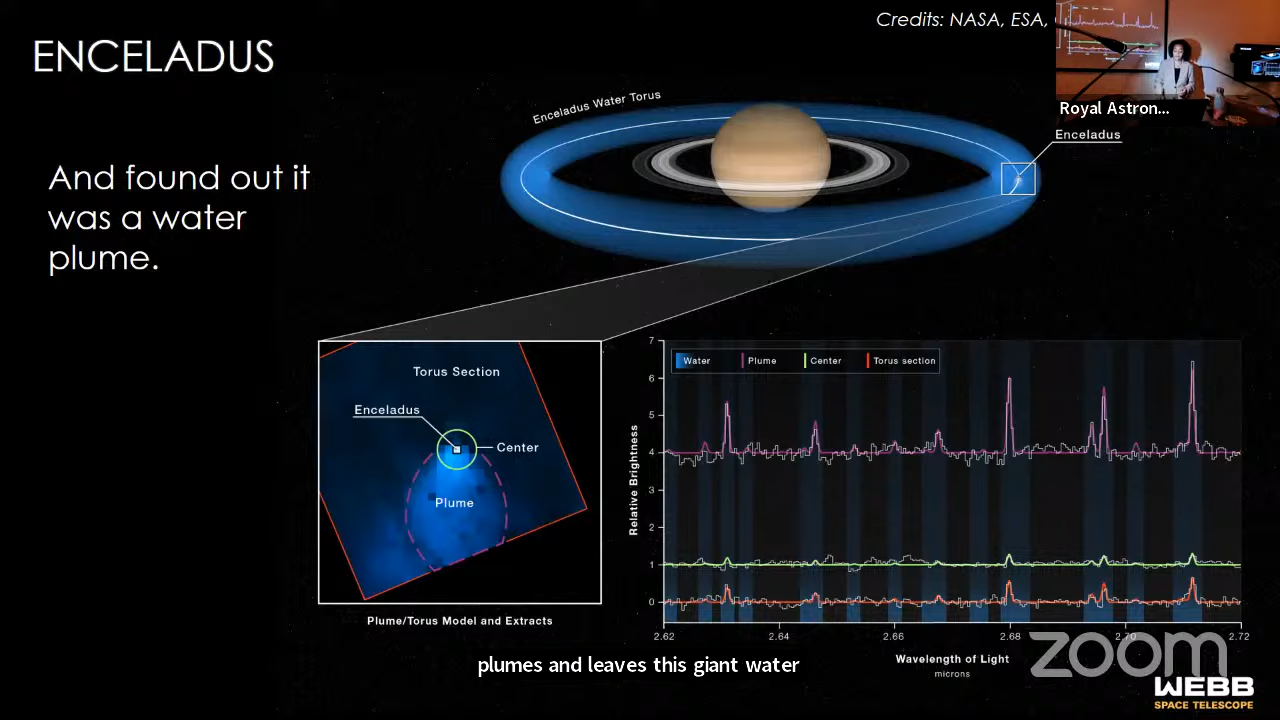 ENCELADUS
Credits: NASA, ESA,
Royal Astron...
And found out it
was a water
plume.
Enceladus Water Torus
Enceladus
Torus Section
Enceladus
Center
Plume
Plume/Torus Model and Extracts
Water Plume Center Torus section
Relative Brightness
7
6
5
4
3
2
1
0
2.62 2.64 2.66 2.68 2.70 2.72
Wavelength of Light
microns
plumes and leaves this giant water
zoom
WEBB
SPACE TELESCOPE